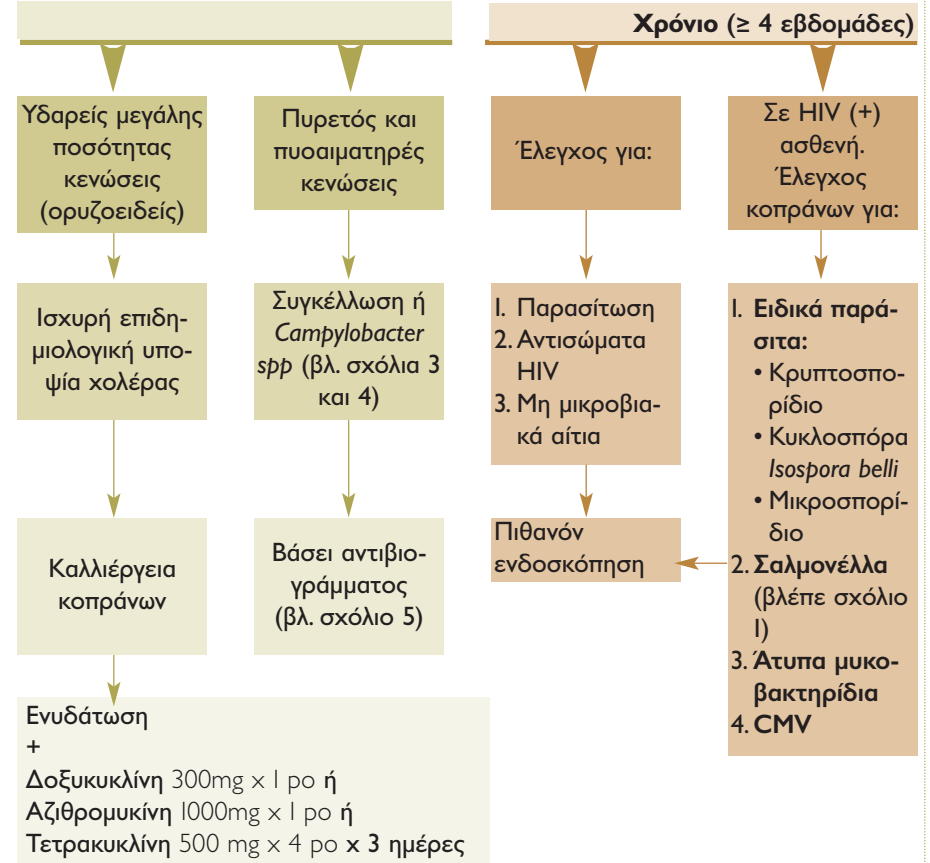 Χρόνιο (≥ 4 εβδομάδες)
Υδαρείς μεγάλης
ποσότητας
κενώσεις
(ορυζοειδείς)
Πυρετός και
πυοαιματηρές
κενώσεις
Έλεγχος για:
Σε HIV (+)
ασθενή.
Έλεγχος
κοπράνων για:
Ισχυρή επιδη-
μιολογική υπο-
ψία χολέρας
Συγκέλλωση ή
Campylobacter
spp (βλ. σχόλια 3
και 4)
1. Παρασίτωση
2. Αντισώματα
HIV
3. Μη μικροβια-
κά αίτια
1. Ειδικά παρά-
σιτα:
• Κρυπτοσπο-
ρίδιο
• Κυκλοσπόρα
Isospora belli
• Μικροσπορί-
διο
2. Σαλμονέλλα
(βλέπε σχόλιο
1)
3. Άτυπα μυκο-
βακτηρίδια
4. CMV
Καλλιέργεια
κοπράνων
Βάσει αντιβιο-
γράμματος
(βλ. σχόλιο 5)
Πιθανόν
ενδοσκόπηση
Ενυδάτωση
+
Δοξυκυκλίνη 300mg x 1 po ή
Αζιθρομυκίνη 1000mg x 1 po ή
Τετρακυκλίνη 500 mg x 4 po x 3 ημέρες